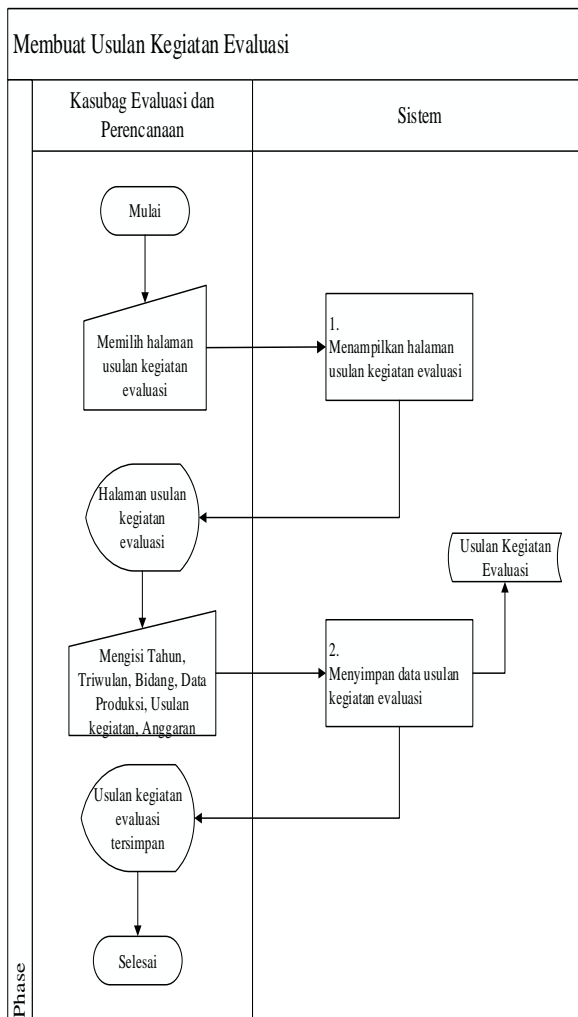 Membuat Usulan Kegiatan Evaluasi
Kasubag Evaluasi dan
Perencanaan
Sistem
Mulai
Memilih halaman
usulan kegiatan
evaluasi
1.
Menampilkan halaman
usulan kegiatan evaluasi
Halaman usulan
kegiatan
evaluasi
Usulan Kegiatan
Evaluasi
Mengisi Tahun,
Triwulan, Bidang, Data
Produksi, Usulan
kegiatan, Anggaran
2.
Menyimpan data usulan
kegiatan evaluasi
Usulan kegiatan
evaluasi
tersimpan
Selesai
Phase